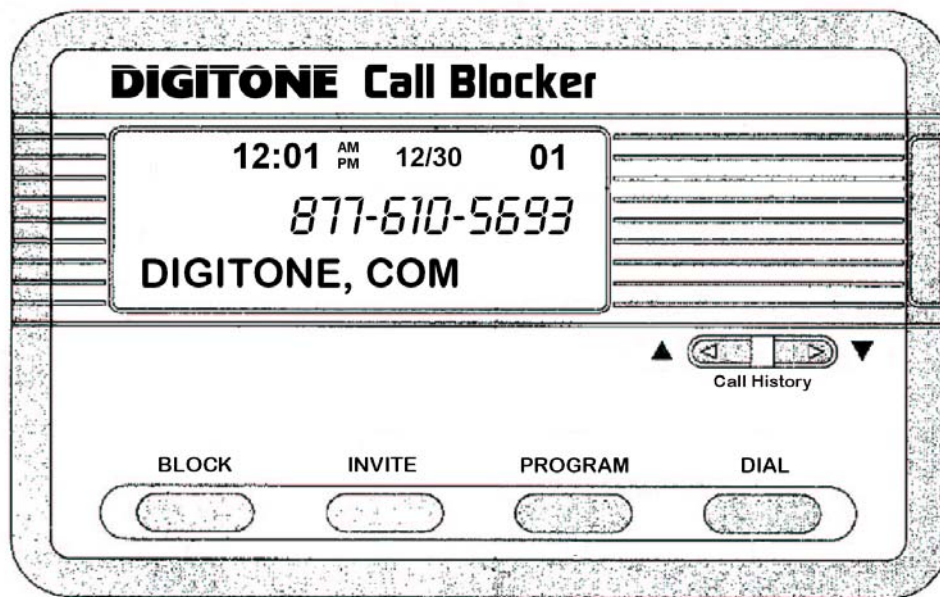 DIGITONE Call Blocker
12:01 AM PM 12/30 01
877-610-5693
DIGITONE, COM
▲ ◁ ▷ ▼
Call History
BLOCK INVITE PROGRAM DIAL